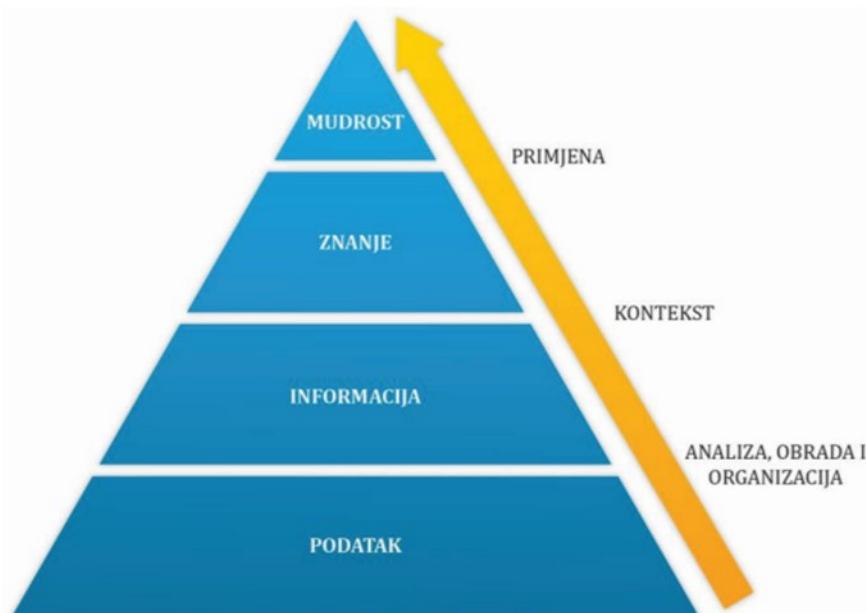 MUDROST
PRIMJENA
ZNANJE
KONTEKST
INFORMACIJA
ANALIZA, OBRADA I
ORGANIZACIJA
PODATAK